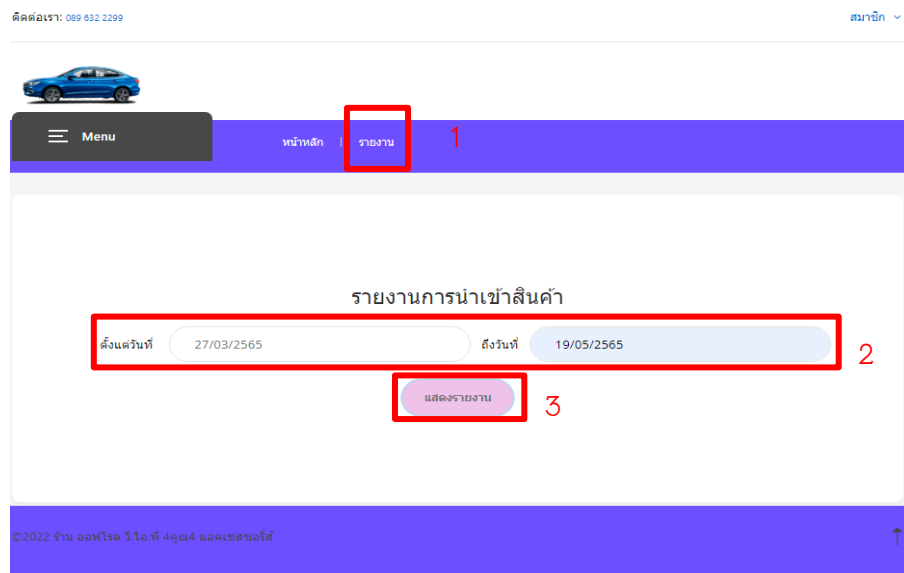 ติดต่อเรา: 089 632 2299
สมาชิก
Menu
หน้าหลัก | รายงาน
1
รายงานการนำเข้าสินค้า
ตั้งแต่วันที่ 27/03/2565 ถึงวันที่ 19/05/2565
2
แสดงรายงาน
3
©2022 ร้าน ออฟโรด วี.ไอ.พี 4คูณ4 แอคเซสซอรี่ส์